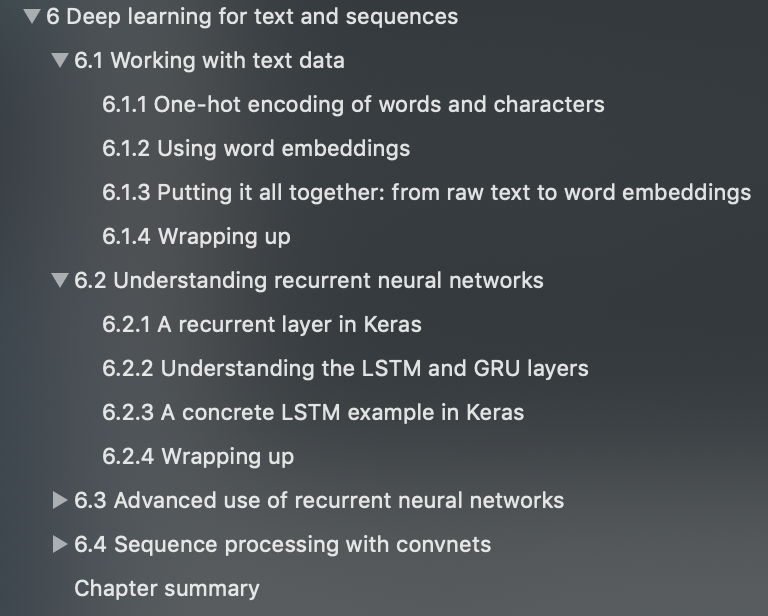 6 Deep learning for text and sequences
6.1 Working with text data
6.1.1 One-hot encoding of words and characters
6.1.2 Using word embeddings
6.1.3 Putting it all together: from raw text to word embeddings
6.1.4 Wrapping up
6.2 Understanding recurrent neural networks
6.2.1 A recurrent layer in Keras
6.2.2 Understanding the LSTM and GRU layers
6.2.3 A concrete LSTM example in Keras
6.2.4 Wrapping up
6.3 Advanced use of recurrent neural networks
6.4 Sequence processing with convnets
Chapter summary